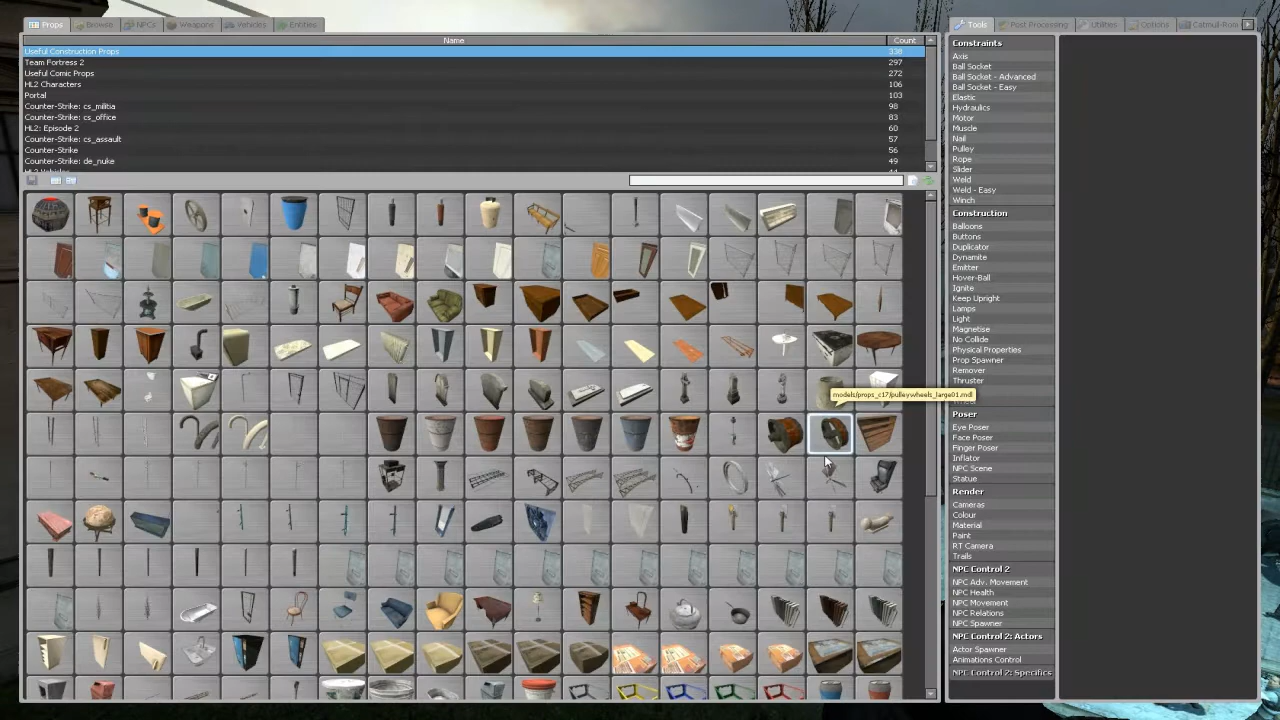 Props
Browse
NPCs
Weapons
Vehicles
Entities
Name
Count
Useful Construction Props
338
Team Fortress 2
297
Useful Comic Props
272
HL2 Characters
106
Portal
103
Counter-Strike: cs_militia
98
Counter-Strike: cs_office
83
HL2: Episode 2
60
Counter-Strike: cs_assault
57
Counter-Strike
56
Counter-Strike: de_nuke
49
HL2 Vehicles
44
models/props_c17/pulleywheels_large01.mdl
Tools
Post Processing
Utilities
Options
Catmull-Rom
Constraints
Axis
Ball Socket
Ball Socket - Advanced
Ball Socket - Easy
Elastic
Hydraulics
Motor
Muscle
Nail
Pulley
Rope
Slider
Weld
Weld - Easy
Winch
Construction
Balloons
Buttons
Duplicator
Dynamite
Emitter
Hover-Ball
Ignite
Keep Upright
Lamps
Light
Magnetise
No Collide
Physical Properties
Prop Spawner
Remover
Thruster
Poser
Eye Poser
Face Poser
Finger Poser
Inflator
NPC Scene
Statue
Render
Cameras
Colour
Material
Paint
RT Camera
Trails
NPC Control 2
NPC Adv. Movement
NPC Health
NPC Movement
NPC Relations
NPC Spawner
NPC Control 2: Actors
Actor Spawner
Animations Control
NPC Control 2: Specifics